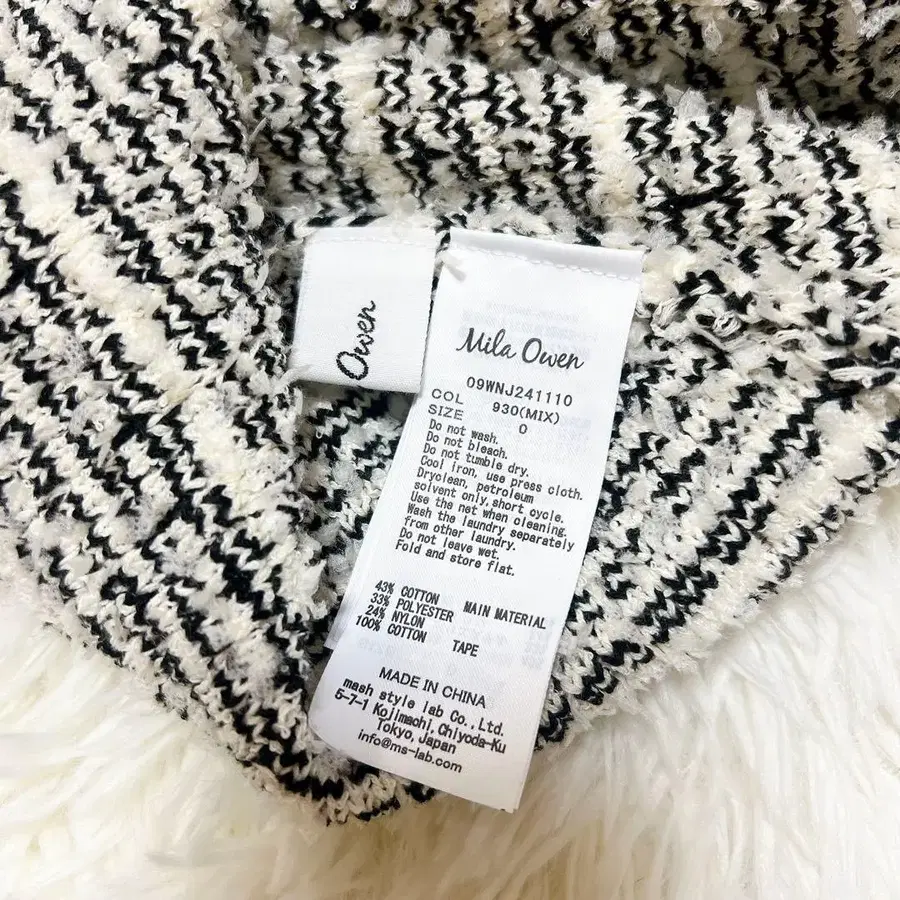 Owen
Mila Owen
09WNJ241110
COL 930(MIX)
SIZE 0
Do not wash.
Do not bleach.
Do not tumble dry.
Cool iron, use press cloth.
Dryclean, petroleum
solvent only, short cycle.
Use the net when cleaning.
Wash the laundry separately
from other laundry.
Do not leave wet.
Fold and store flat.
43% COTTON MAIN MATERIAL
33% POLYESTER
24% NYLON
100% COTTON TAPE
MADE IN CHINA
mash style lab Co.,Ltd.
5-7-1 Kojimachi,Chiyoda-Ku
Tokyo,Japan
info@ms-lab.com